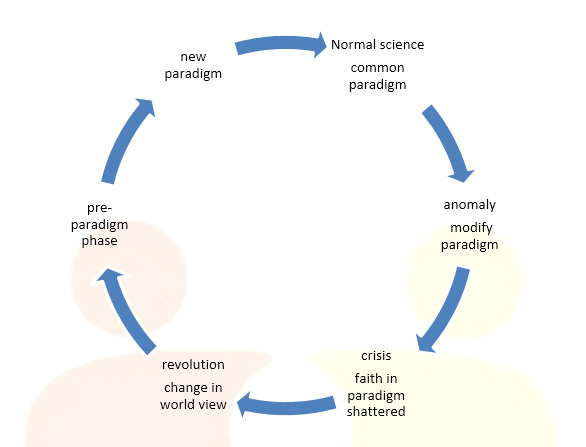 new
paradigm
Normal science
common
paradigm
anomaly
modify
paradigm
crisis
faith in
paradigm
shattered
revolution
change in
world view
pre-
paradigm
phase